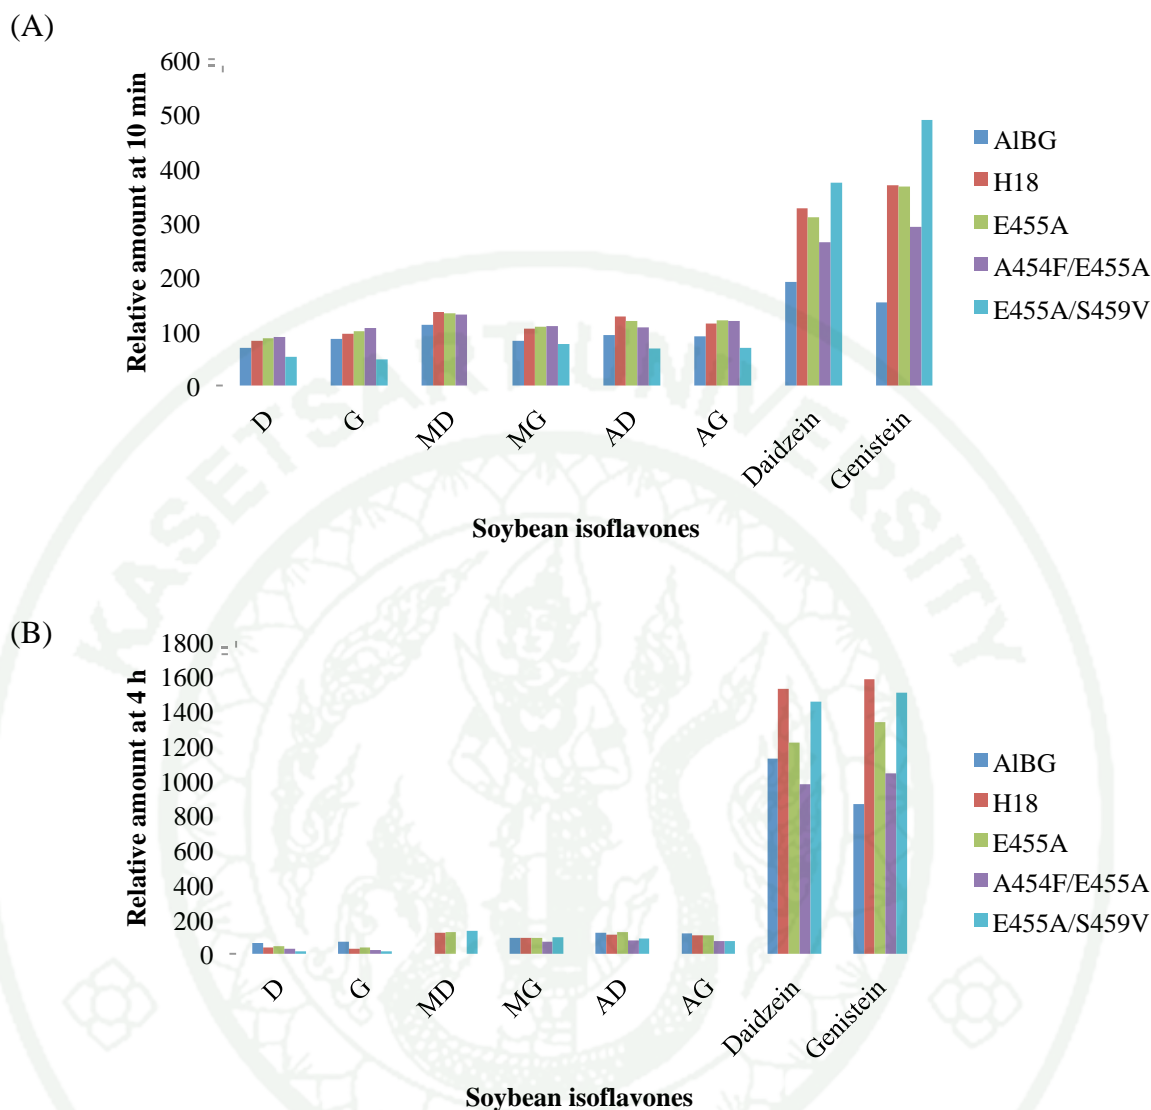 (A)
600
500
400
300
200
100
0
Relative amount at 10 min
D
G
MD
MG
AD
AG
Daidzein
Genistein
Soybean isoflavones
AlBG
H18
E455A
A454F/E455A
E455A/S459V
KASETSART UNIVERSITY
(B)
1800
1600
1400
1200
1000
800
600
400
200
0
Relative amount at 4 h
D
G
MD
MG
AD
AG
Daidzein
Genistein
Soybean isoflavones
AlBG
H18
E455A
A454F/E455A
E455A/S459V